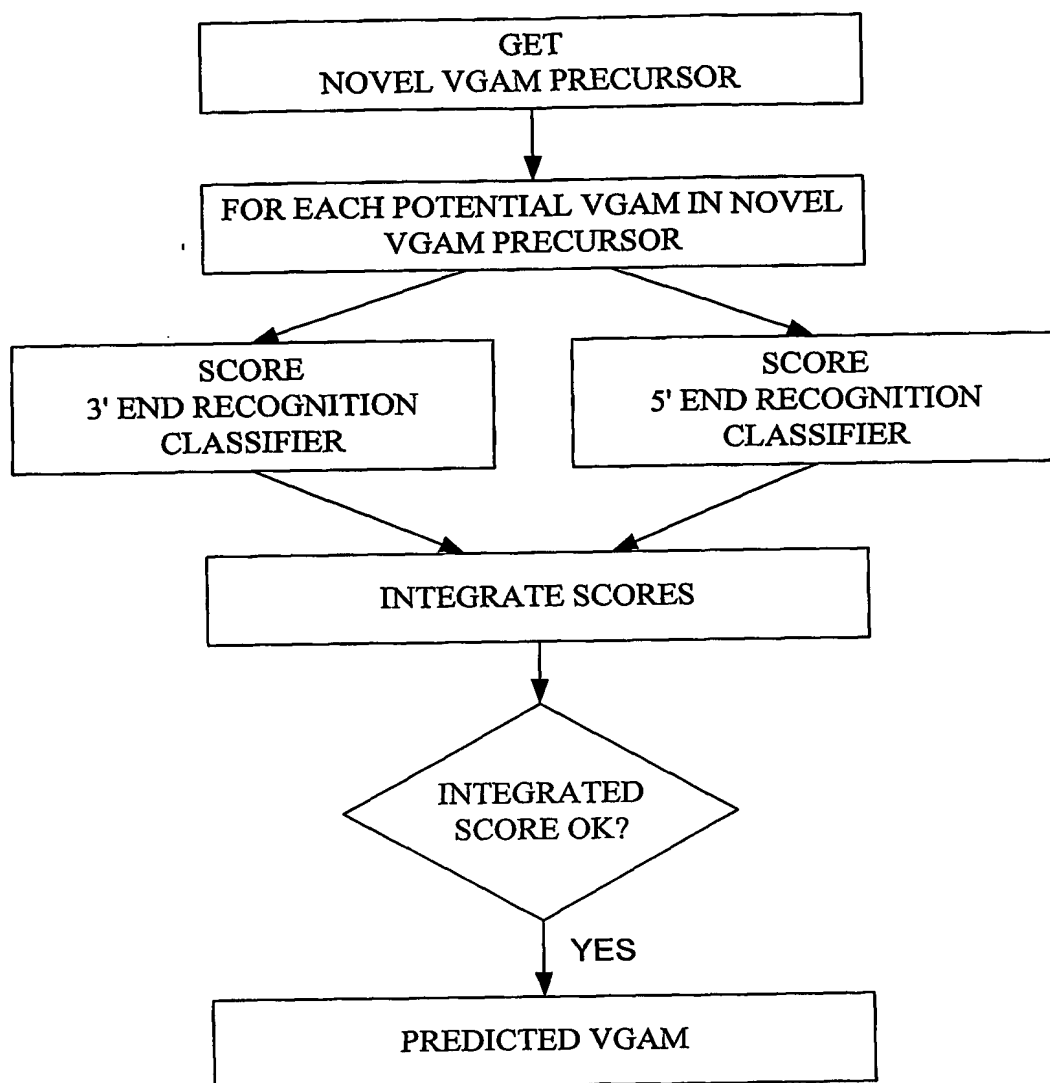 GET
NOVEL VGAM PRECURSOR
FOR EACH POTENTIAL VGAM IN NOVEL
VGAM PRECURSOR
SCORE
3' END RECOGNITION
CLASSIFIER
SCORE
5' END RECOGNITION
CLASSIFIER
INTEGRATE SCORES
INTEGRATED
SCORE OK?
YES
PREDICTED VGAM